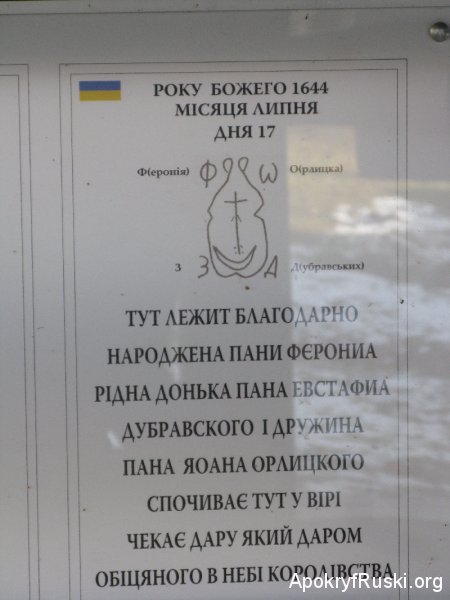 РОКУ БОЖЕГО 1644
МІСЯЦЯ ЛИПНЯ
ДНЯ 17
Ф(еронія) Ф Ѡ О(рлицка)
З З Д Д(убравських)
ТУТ ЛЕЖИТ БЛАГОДАРНО
НАРОДЖЕНА ПАНИ ФЄРОНИА
РІДНА ДОНЬКА ПАНА ЕВСТАФИА
ДУБРАВСКОГО І ДРУЖИНА
ПАНА ЯОАНА ОРЛИЦКОГО
СПОЧИВАЄ ТУТ У ВІРІ
ЧЕКАЄ ДАРУ ЯКИЙ ДАРОМ
ОБІЦЯНОГО В НЕБІ КОРОЛІВСТВА
ApokryfRuski.org